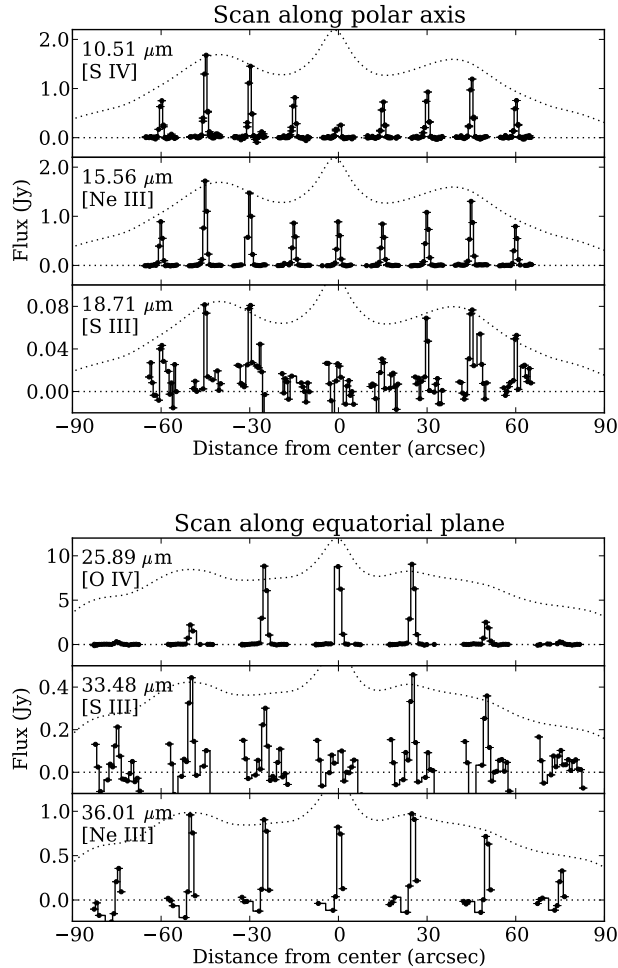 Scan along polar axis
10.51 μm
[S IV]
2.0
1.0
0.0
15.56 μm
[Ne III]
2.0
1.0
0.0
Flux (Jy)
18.71 μm
[S III]
0.08
0.04
0.00
−90 −60 −30 0 30 60 90
Distance from center (arcsec)
Scan along equatorial plane
25.89 μm
[O IV]
10
5
0
33.48 μm
[S III]
0.4
0.2
0.0
Flux (Jy)
36.01 μm
[Ne III]
1.0
0.5
0.0
−90 −60 −30 0 30 60 90
Distance from center (arcsec)